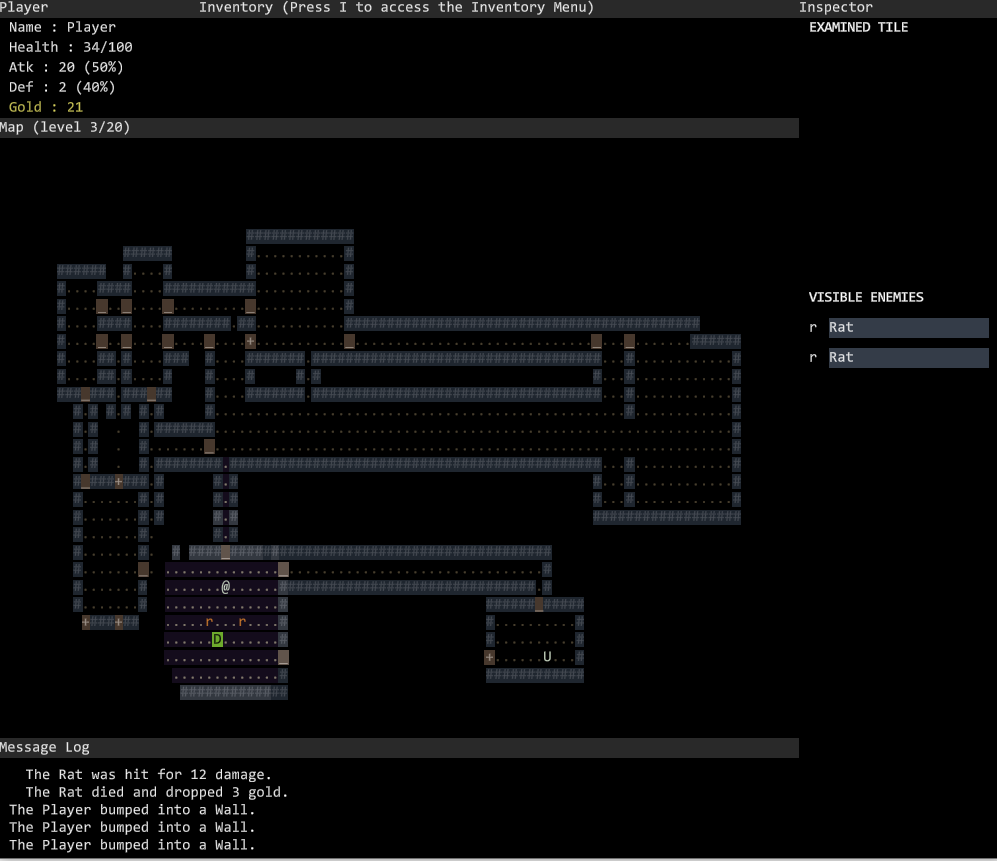 Player
Inventory (Press I to access the Inventory Menu)
Inspector
Name : Player
Health : 34/100
Atk : 20 (50%)
Def : 2 (40%)
Gold : 21
EXAMINED TILE
Map (level 3/20)
VISIBLE ENEMIES
r Rat
r Rat
@
r r
D
U
Message Log
The Rat was hit for 12 damage.
The Rat died and dropped 3 gold.
The Player bumped into a Wall.
The Player bumped into a Wall.
The Player bumped into a Wall.